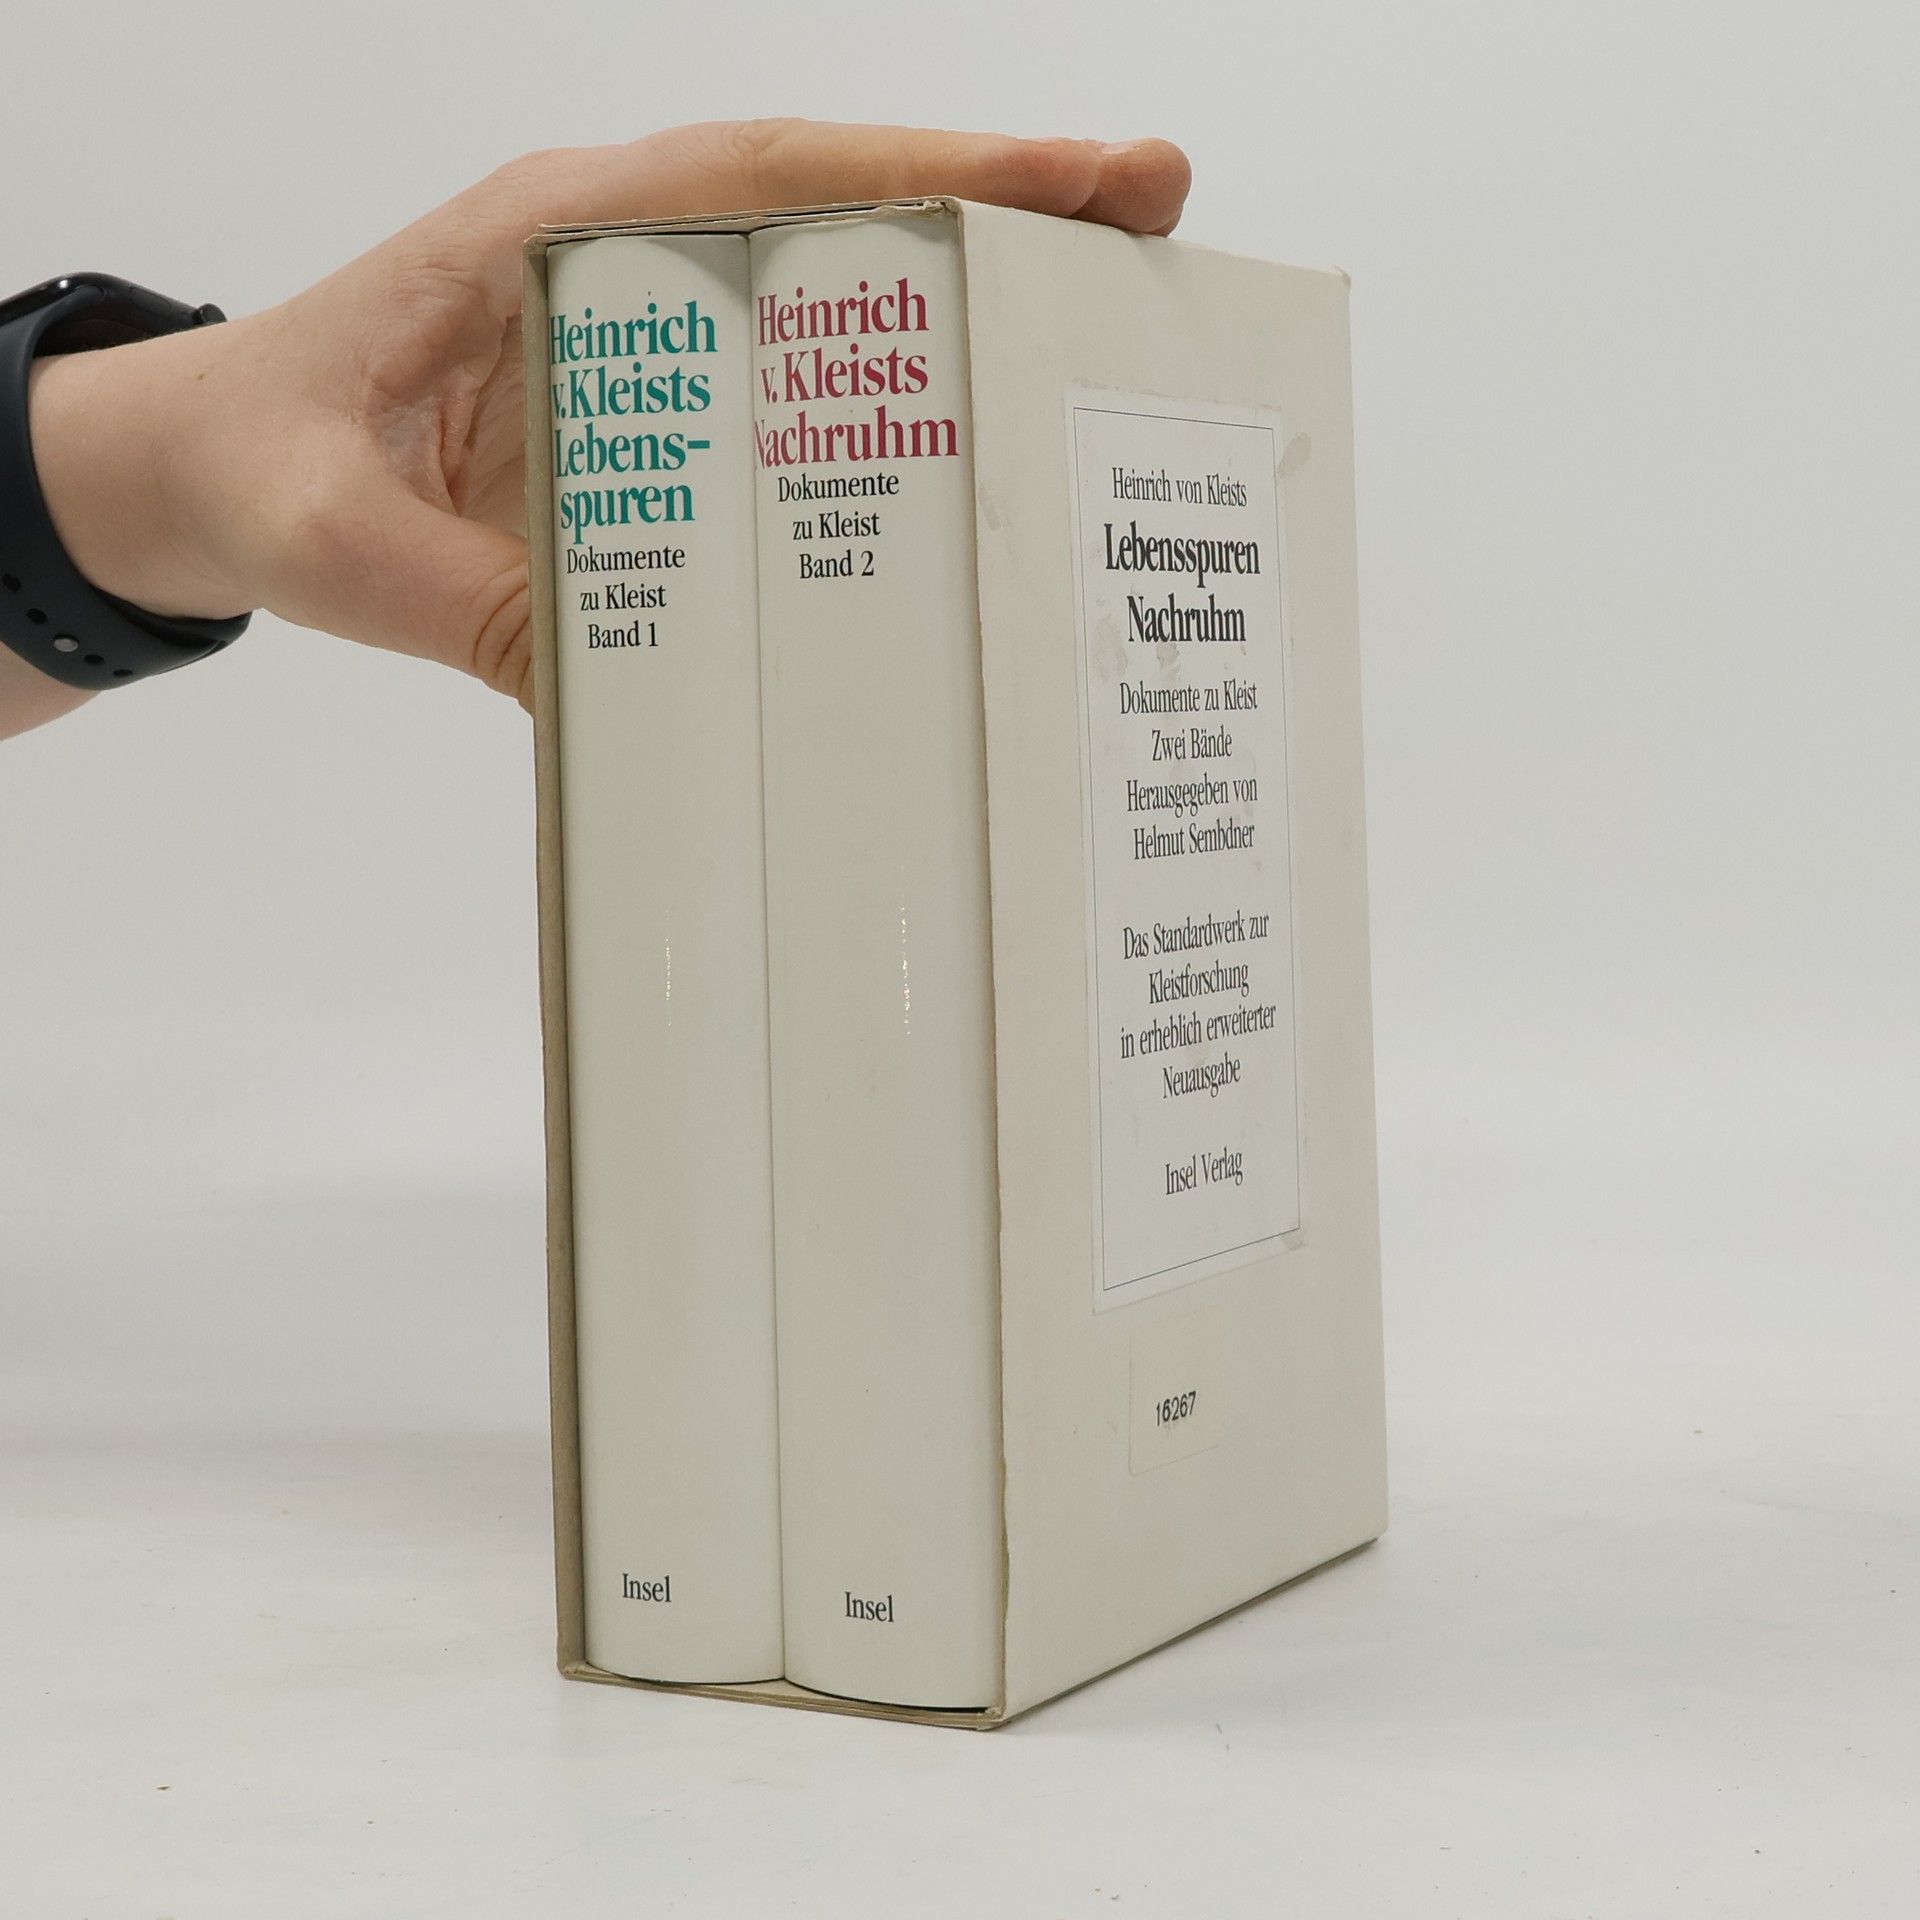 Heinrich
v. Kleists
Lebens-
spuren
Dokumente
zu Kleist
Band 1
Insel
Heinrich
v. Kleists
Nachruhm
Dokumente
zu Kleist
Band 2
Insel
Heinrich von Kleists
Lebensspuren
Nachruhm
Dokumente zu Kleist
Zwei Bände
Herausgegeben von
Helmut Sembdner
Das Standardwerk zur
Kleistforschung
in erheblich erweiterter
Neuausgabe
Insel Verlag
16267